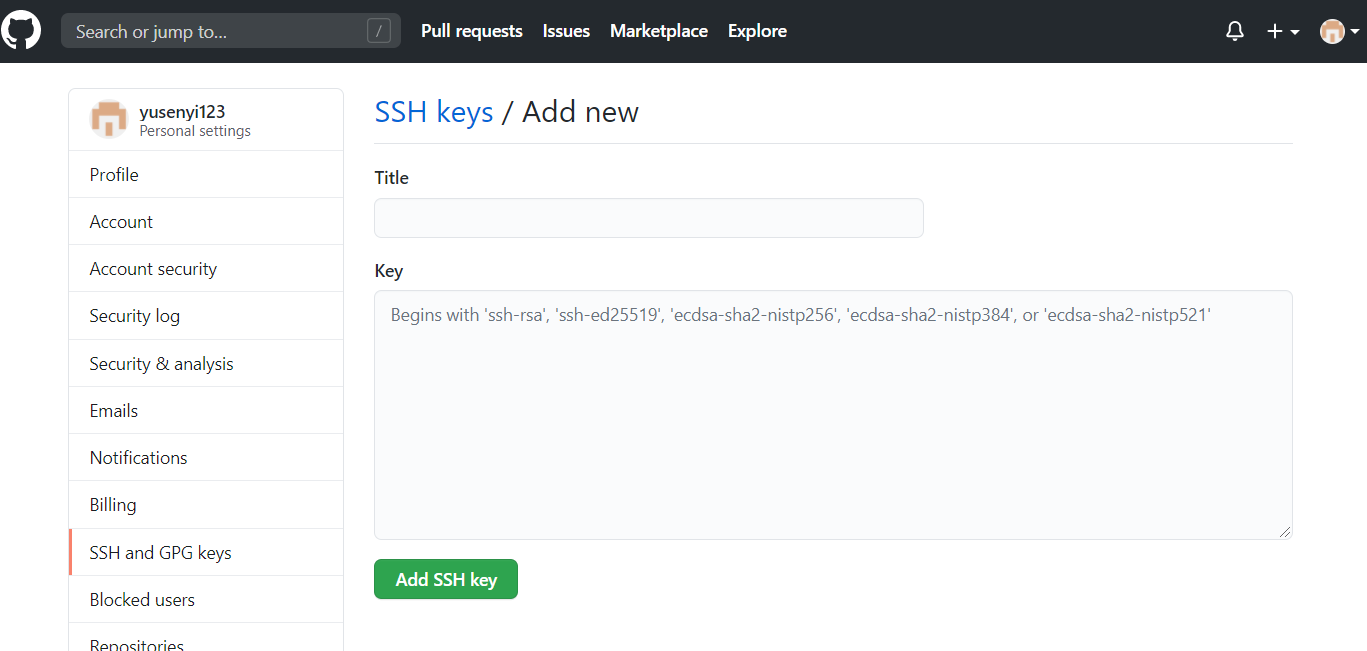 Search or jump to... /
Pull requests
Issues
Marketplace
Explore
yusenyi123
Personal settings
Profile
Account
Account security
Security log
Security & analysis
Emails
Notifications
Billing
SSH and GPG keys
Blocked users
Repositories
SSH keys / Add new
Title
Key
Begins with 'ssh-rsa', 'ssh-ed25519', 'ecdsa-sha2-nistp256', 'ecdsa-sha2-nistp384', or 'ecdsa-sha2-nistp521'
Add SSH key